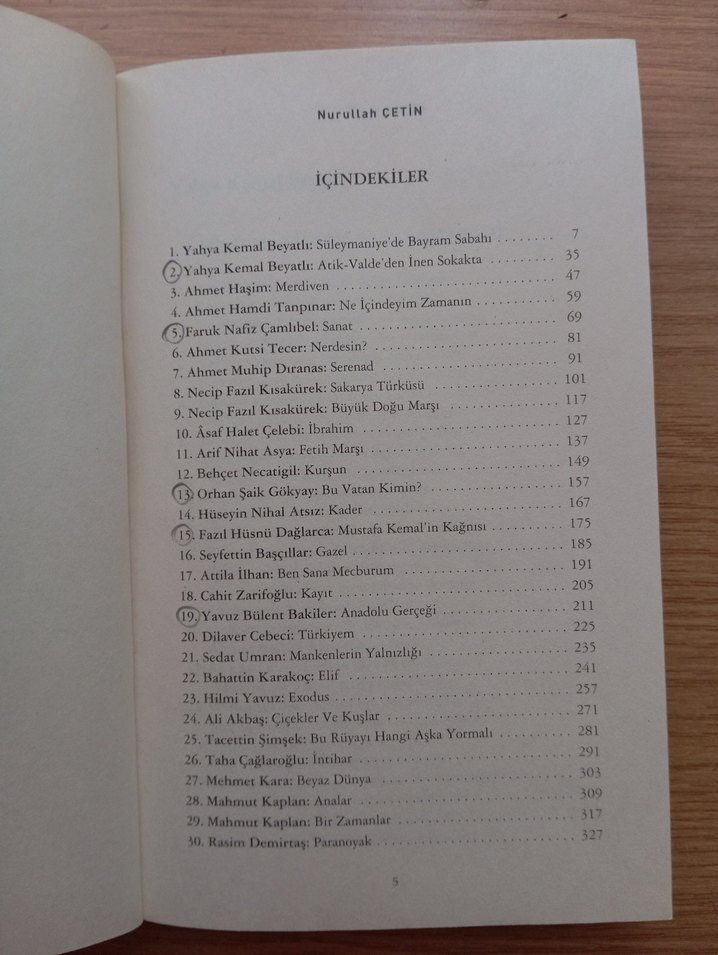 Nurullah ÇETİN
İÇİNDEKİLER
1. Yahya Kemal Beyatlı: Süleymaniye'de Bayram Sabahı ........ 7
2. Yahya Kemal Beyatlı: Atik-Valde'den İnen Sokakta ......... 35
3. Ahmet Haşim: Merdiven ......... 47
4. Ahmet Hamdi Tanpınar: Ne İçindeyim Zamanın ......... 59
5. Faruk Nafiz Çamlıbel: Sanat ......... 69
6. Ahmet Kutsi Tecer: Nerdesin? ......... 81
7. Ahmet Muhip Dıranas: Serenad ......... 91
8. Necip Fazıl Kısakürek: Sakarya Türküsü ......... 101
9. Necip Fazıl Kısakürek: Büyük Doğu Marşı ......... 117
10. Âsaf Halet Çelebi: İbrahim ......... 127
11. Arif Nihat Asya: Fetih Marşı ......... 137
12. Behçet Necatigil: Kurşun ......... 149
13. Orhan Şaik Gökyay: Bu Vatan Kimin? ......... 157
14. Hüseyin Nihal Atsız: Kader ......... 167
15. Fazıl Hüsnü Dağlarca: Mustafa Kemal'in Kağnısı ......... 175
16. Seyfettin Başçıllar: Gazel ......... 185
17. Attila İlhan: Ben Sana Mecburum ......... 191
18. Cahit Zarifoğlu: Kayıt ......... 205
19. Yavuz Bülent Bakiler: Anadolu Gerçeği ......... 211
20. Dilaver Cebeci: Türkiyem ......... 225
21. Sedat Umran: Mankenlerin Yalnızlığı ......... 235
22. Bahattin Karakoç: Elif ......... 241
23. Hilmi Yavuz: Exodus ......... 257
24. Ali Akbaş: Çiçekler Ve Kuşlar ......... 271
25. Tacettin Şimşek: Bu Rüyayı Hangi Aşka Yormalı ......... 281
26. Taha Çağlaroğlu: İntihar ......... 291
27. Mehmet Kara: Beyaz Dünya ......... 303
28. Mahmut Kaplan: Analar ......... 309
29. Mahmut Kaplan: Bir Zamanlar ......... 317
30. Rasim Demirtaş: Paranoyak ......... 327
5